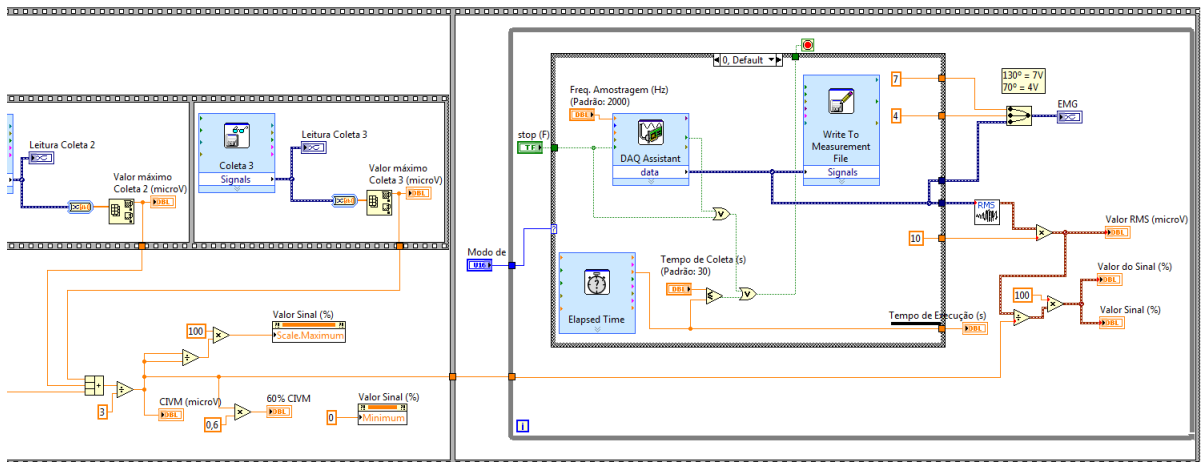 Leitura Coleta 2
Valor máximo
Coleta 2 (microV)
DBL
Coleta 3
Signals
Leitura Coleta 3
Valor máximo
Coleta 3 (microV)
DBL
100
Valor Sinal (%)
Scale.Maximum
3
CIVM (microV)
DBL
0,6
60% CIVM
DBL
0
Valor Sinal (%)
Minimum
0, Default
Freq. Amostragem (Hz)
(Padrão: 2000)
DBL
stop (F)
TF
DAQ Assistant
data
Write To
Measurement
File
Signals
Modo de
U16
Elapsed Time
Tempo de Coleta (s)
(Padrão: 30)
DBL
Tempo de Execução (s)
DBL
7
4
130º = 7V
70º = 4V
EMG
RMS
10
Valor RMS (microV)
DBL
100
Valor do Sinal (%)
DBL
Valor Sinal (%)
DBL
i